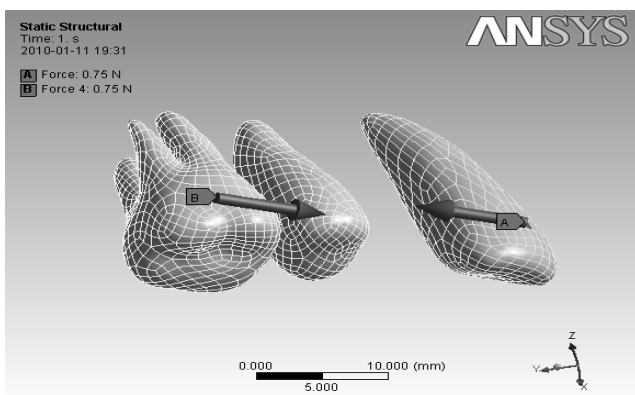 Static Structural
Time: 1. s
2010-01-11 19:31
A Force: 0.75 N
B Force 4: 0.75 N
ANSYS
B
A
0.000 10.000 (mm)
5.000
Z
Y
X